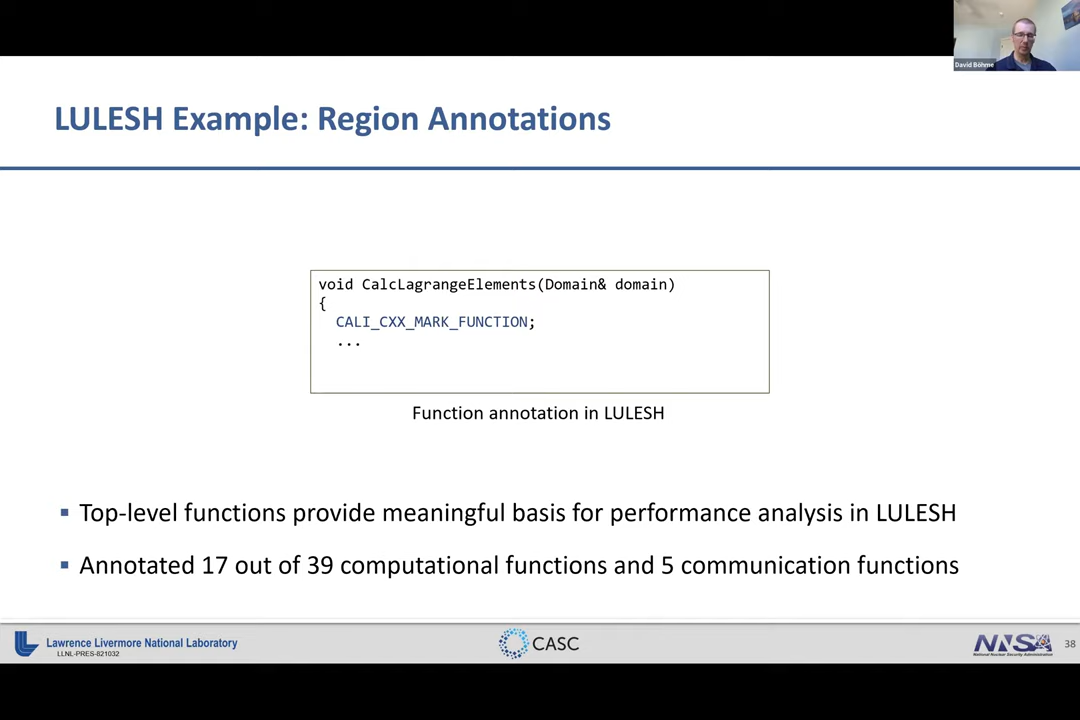 David Böhme
LULESH Example: Region Annotations
void CalcLagrangeElements(Domain& domain)
{
CALI_CXX_MARK_FUNCTION;
...
Function annotation in LULESH
▪ Top-level functions provide meaningful basis for performance analysis in LULESH
▪ Annotated 17 out of 39 computational functions and 5 communication functions
Lawrence Livermore National Laboratory
LLNL-PRES-821032
CASC
NNSA
National Nuclear Security Administration
38